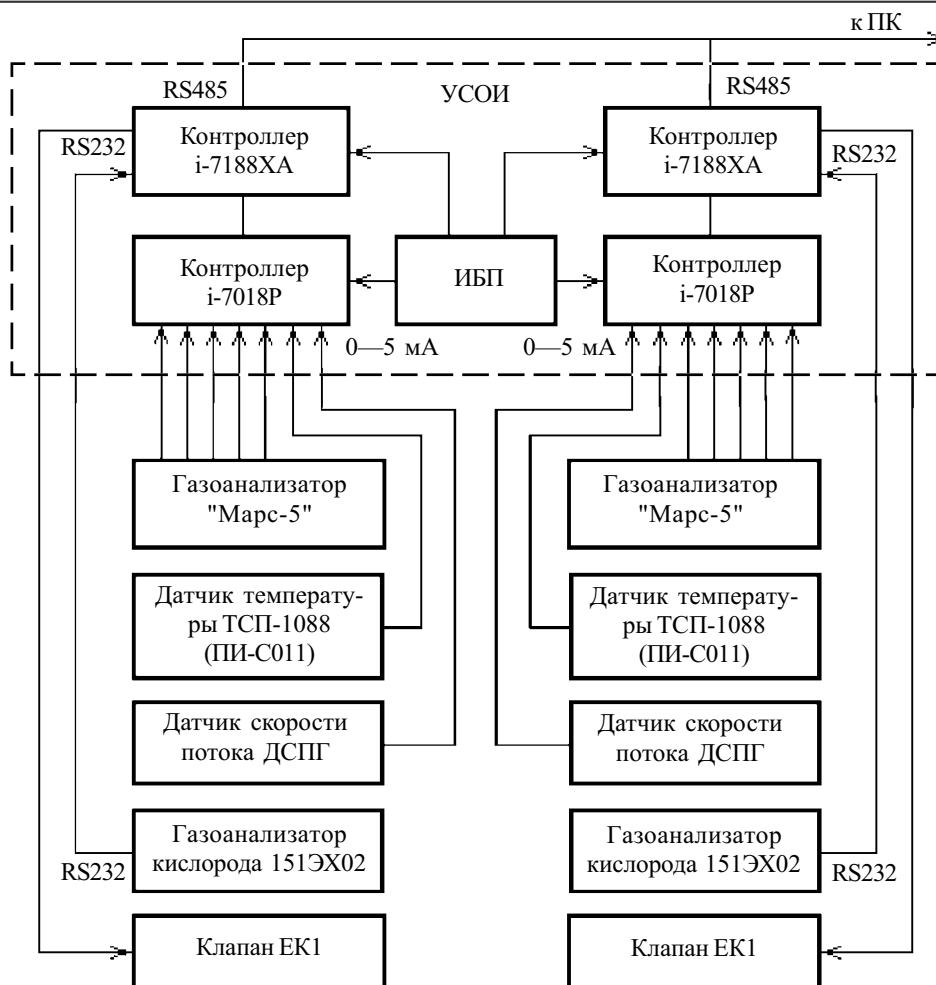 к ПК
RS485
УСОИ
RS485
Контроллер
i-7188XA
Контроллер
i-7188XA
RS232
RS232
Контроллер
i-7018P
ИБП
Контроллер
i-7018P
0—5 мА
0—5 мА
Газоанализатор
"Марс-5"
Газоанализатор
"Марс-5"
Датчик температу-
ры ТСП-1088
(ПИ-С011)
Датчик температу-
ры ТСП-1088
(ПИ-С011)
Датчик скорости
потока ДСПГ
Датчик скорости
потока ДСПГ
Газоанализатор
кислорода 151ЭХ02
Газоанализатор
кислорода 151ЭХ02
RS232
RS232
Клапан ЕК1
Клапан ЕК1